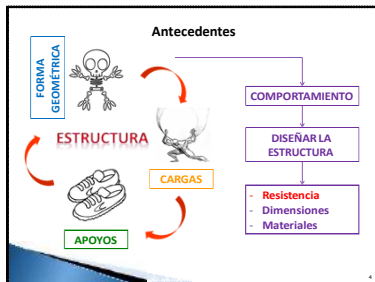 Antecedentes
FORMA
GEOMÉTRICA
ESTRUCTURA
CARGAS
APOYOS
COMPORTAMIENTO
DISEÑAR LA
ESTRUCTURA
- Resistencia
- Dimensiones
- Materiales
4